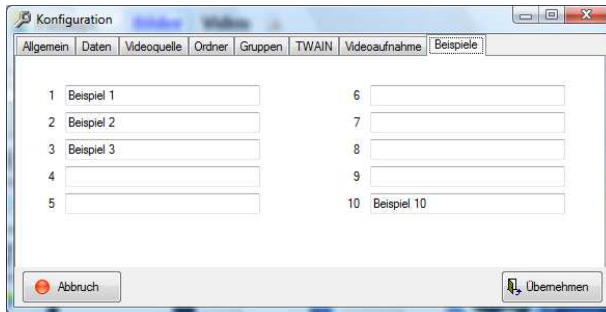 Konfiguration
Allgemein Daten Videoquelle Ordner Gruppen TWAIN Videoaufnahme Beispiele
1 Beispiel 1
2 Beispiel 2
3 Beispiel 3
4
5
6
7
8
9
10 Beispiel 10
Abbruch
Übernehmen